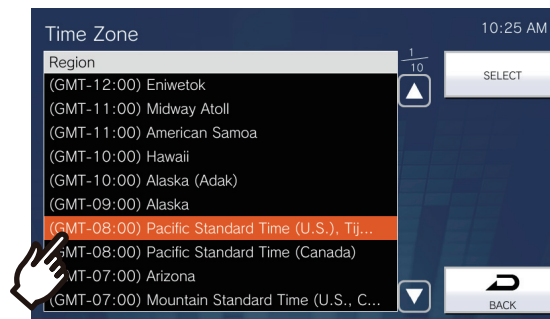 Time Zone
10:25 AM
Region
1
10
SELECT
(GMT-12:00) Eniwetok
(GMT-11:00) Midway Atoll
(GMT-11:00) American Samoa
(GMT-10:00) Hawaii
(GMT-10:00) Alaska (Adak)
(GMT-09:00) Alaska
(GMT-08:00) Pacific Standard Time (U.S.), Tij...
(GMT-08:00) Pacific Standard Time (Canada)
(GMT-07:00) Arizona
(GMT-07:00) Mountain Standard Time (U.S., C...
BACK